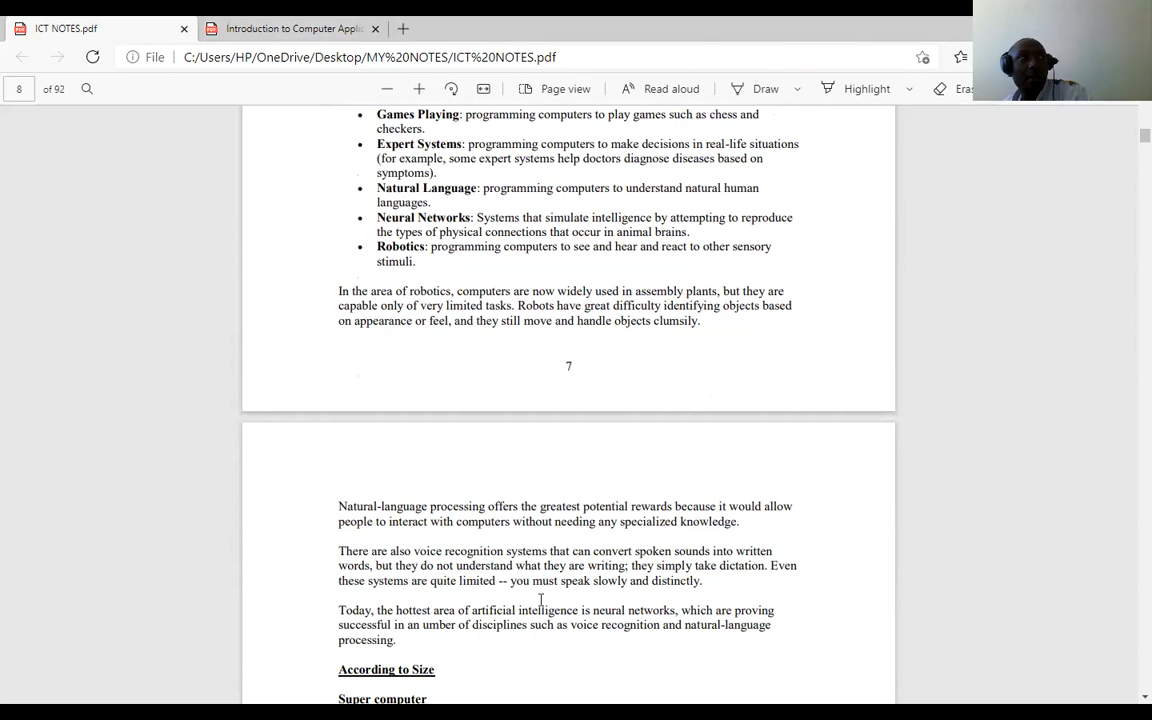 ICT NOTES.pdf
Introduction to Computer Applic
File
C:/Users/HP/OneDrive/Desktop/MY%20NOTES/ICT%20NOTES.pdf
8 of 92
Page view
Read aloud
Draw
Highlight
Eras
• Games Playing: programming computers to play games such as chess and
checkers.
• Expert Systems: programming computers to make decisions in real-life situations
(for example, some expert systems help doctors diagnose diseases based on
symptoms).
• Natural Language: programming computers to understand natural human
languages.
• Neural Networks: Systems that simulate intelligence by attempting to reproduce
the types of physical connections that occur in animal brains.
• Robotics: programming computers to see and hear and react to other sensory
stimuli.
In the area of robotics, computers are now widely used in assembly plants, but they are
capable only of very limited tasks. Robots have great difficulty identifying objects based
on appearance or feel, and they still move and handle objects clumsily.
7
Natural-language processing offers the greatest potential rewards because it would allow
people to interact with computers without needing any specialized knowledge.
There are also voice recognition systems that can convert spoken sounds into written
words, but they do not understand what they are writing; they simply take dictation. Even
these systems are quite limited -- you must speak slowly and distinctly.
Today, the hottest area of artificial intelligence is neural networks, which are proving
successful in an umber of disciplines such as voice recognition and natural-language
processing.
According to Size
Super computer